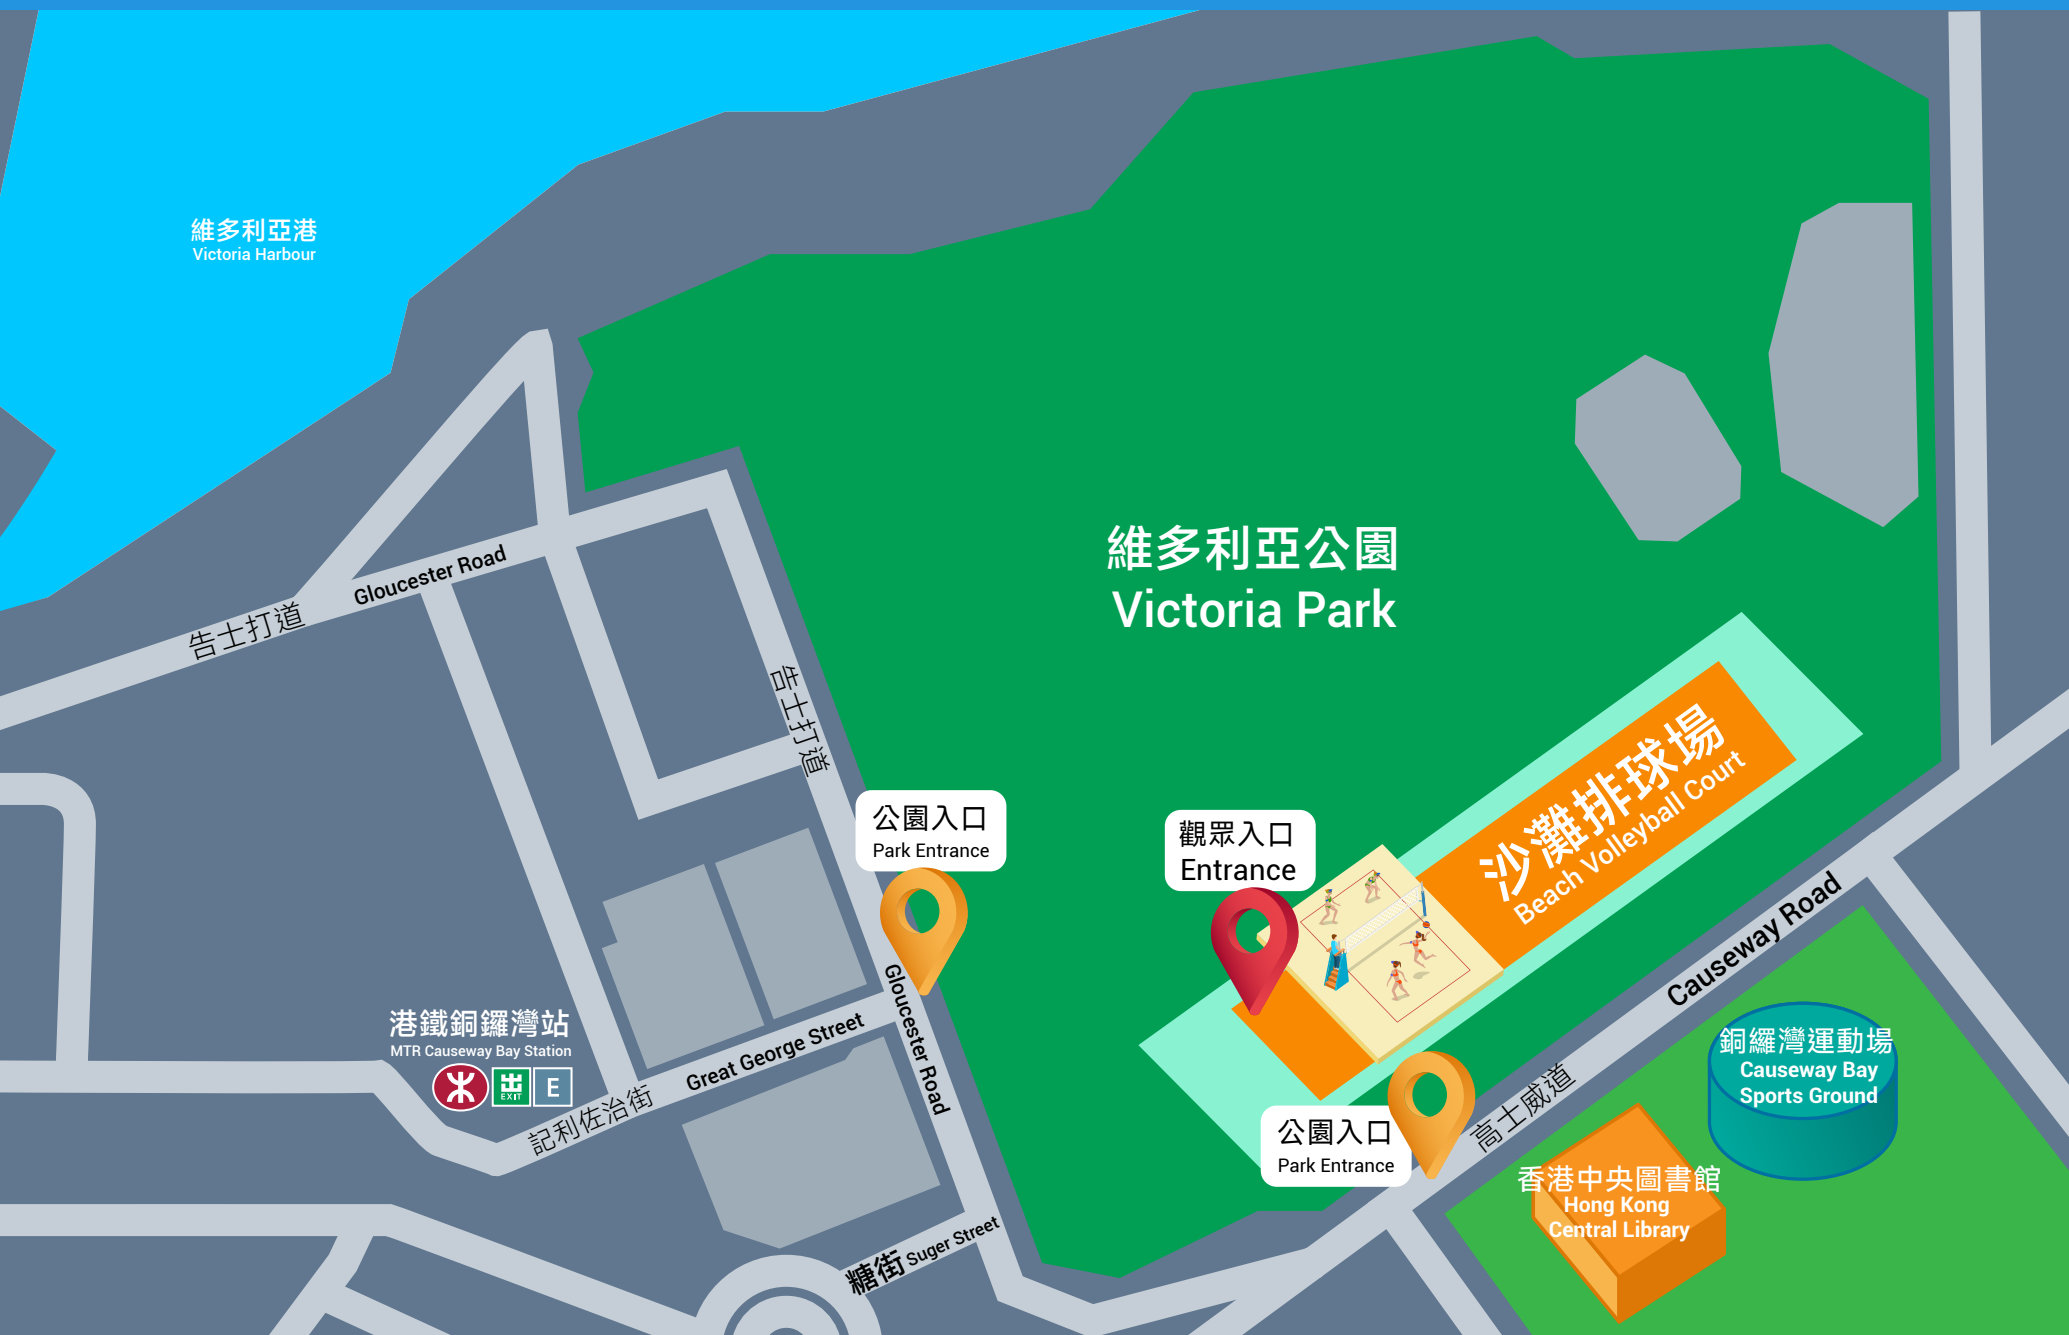 維多利亞港
Victoria Harbour
維多利亞公園
Victoria Park
告士打道
Gloucester Road
告士打道
公園入口
Park Entrance
觀眾入口
Entrance
沙灘排球場
Beach Volleyball Court
Causeway Road
高士威道
Gloucester Road
港鐵銅鑼灣站
MTR Causeway Bay Station
出
EXIT
E
記利佐治街
Great George Street
公園入口
Park Entrance
銅鑼灣運動場
Causeway Bay
Sports Ground
香港中央圖書館
Hong Kong
Central Library
糖街 Suger Street